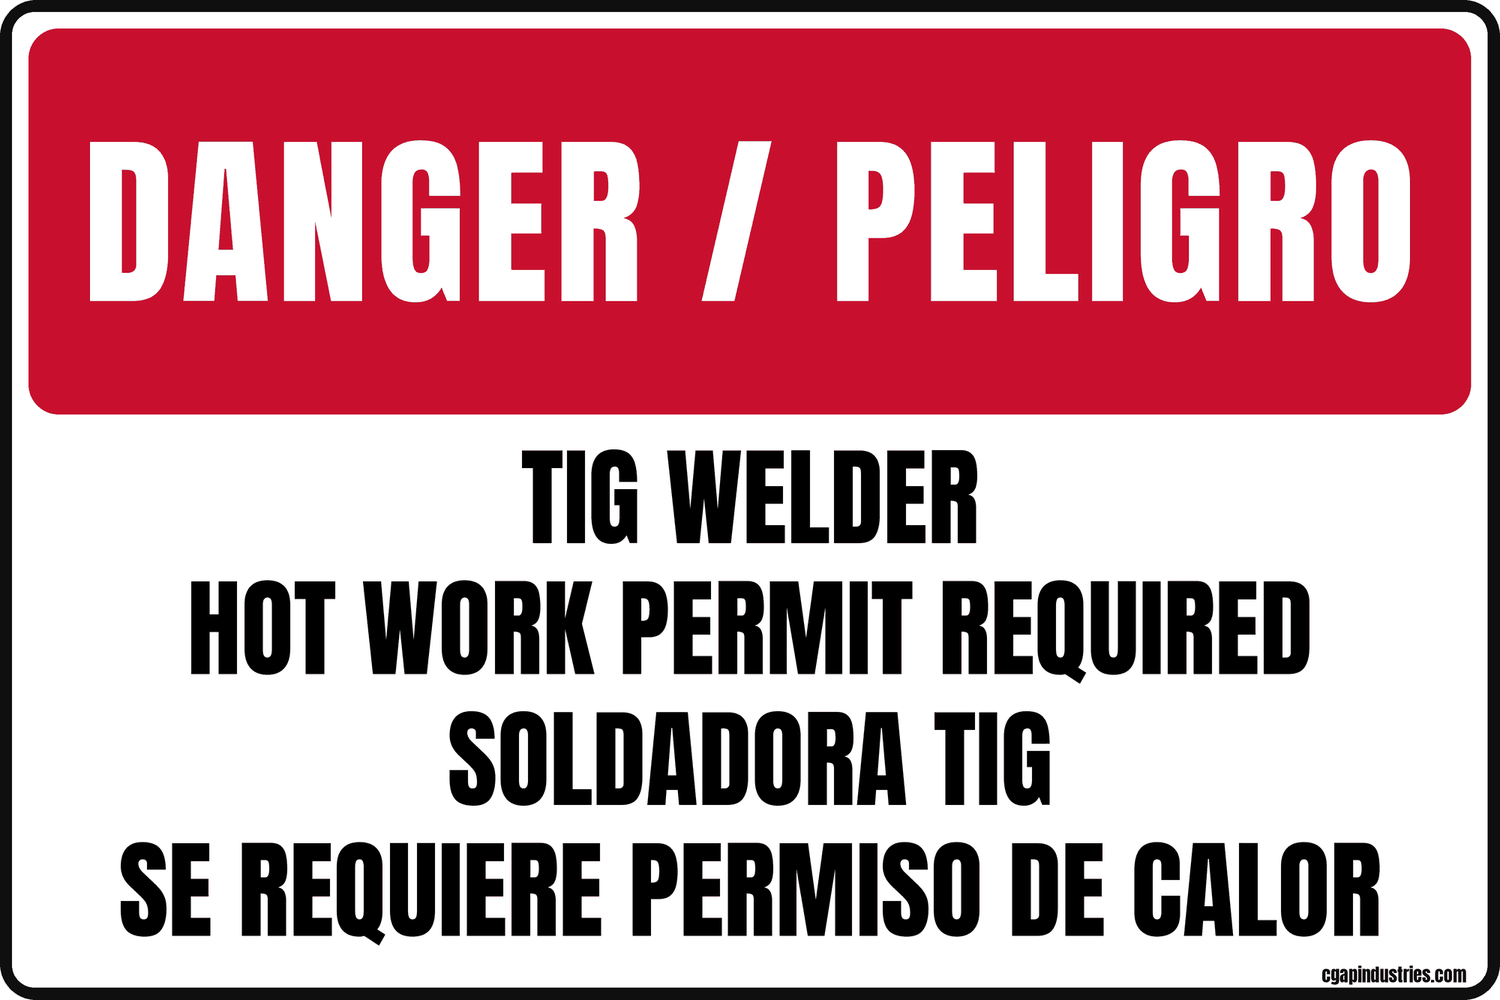 DANGER / PELIGRO
TIG WELDER
HOT WORK PERMIT REQUIRED
SOLDADORA TIG
SE REQUIERE PERMISO DE CALOR
cgapindustries.com